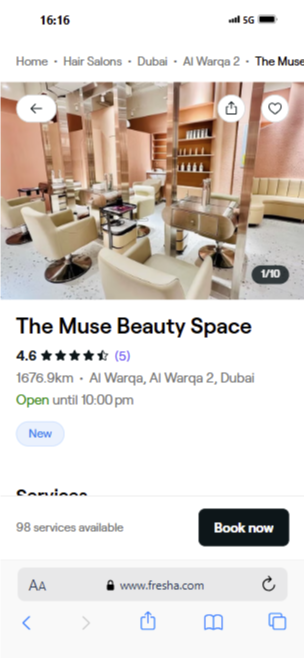 16:16
5G
Home • Hair Salons • Dubai • Al Warqa 2 • The Muse
1/10
The Muse Beauty Space
4.6 (5)
1676.9km • Al Warqa, Al Warqa 2, Dubai
Open until 10:00 pm
New
Services
98 services available
Book now
AA www.fresha.com